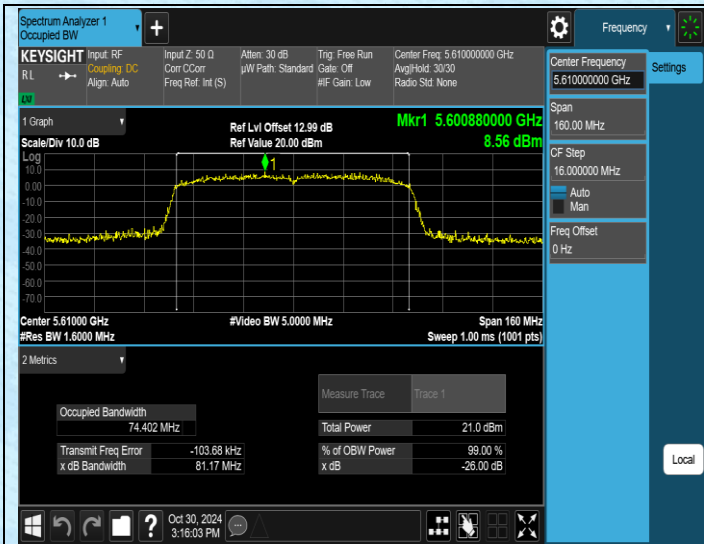 Spectrum Analyzer 1
Occupied BW
Frequency
KEYSIGHT
RL
LXI
Input: RF
Coupling: DC
Align: Auto
Input Z: 50 Ω
Corr CCorr
Freq Ref: Int (S)
Atten: 30 dB
µW Path: Standard
Trig: Free Run
Gate: Off
#IF Gain: Low
Center Freq: 5.610000000 GHz
Avg|Hold: 30/30
Radio Std: None
Center Frequency
5.610000000 GHz
Settings
Span
160.00 MHz
CF Step
16.000000 MHz
Auto
Man
Freq Offset
0 Hz
1 Graph
Scale/Div 10.0 dB
Ref Lvl Offset 12.99 dB
Ref Value 20.00 dBm
Mkr1 5.600880000 GHz
8.56 dBm
Log
10.0
0.00
-10.0
-20.0
-30.0
-40.0
-50.0
-60.0
-70.0
1
Center 5.61000 GHz
#Res BW 1.6000 MHz
#Video BW 5.0000 MHz
Span 160 MHz
Sweep 1.00 ms (1001 pts)
2 Metrics
Measure Trace Trace 1
Occupied Bandwidth
74.402 MHz
Total Power 21.0 dBm
Transmit Freq Error -103.68 kHz
% of OBW Power 99.00 %
x dB Bandwidth 81.17 MHz
x dB -26.00 dB
Local
?
Oct 30, 2024
3:16:03 PM